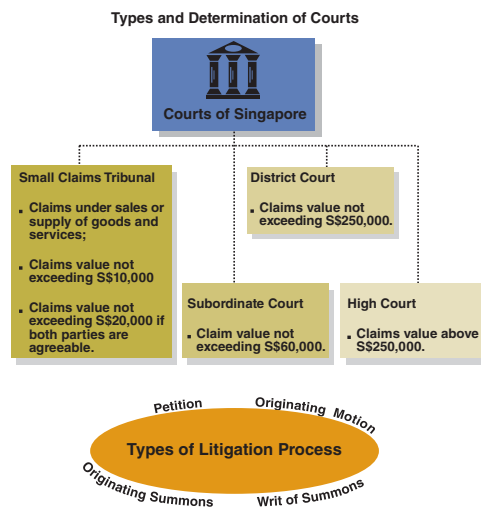 Types and Determination of Courts
Courts of Singapore
Small Claims Tribunal
▪ Claims under sales or
supply of goods and
services;
▪ Claims value not
exceeding S$10,000
▪ Claims value not
exceeding S$20,000 if
both parties are
agreeable.
District Court
▪ Claims value not
exceeding S$250,000.
Subordinate Court
▪ Claim value not
exceeding S$60,000.
High Court
▪ Claims value above
S$250,000.
Petition
Originating Motion
Types of Litigation Process
Originating Summons
Writ of Summons